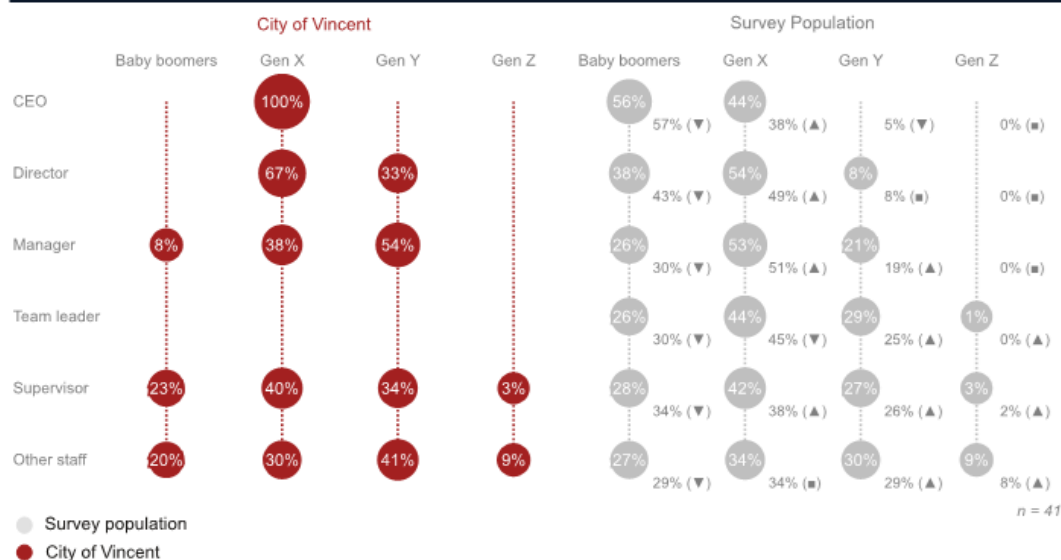 City of Vincent Survey Population
Baby boomers Gen X Gen Y Gen Z Baby boomers Gen X Gen Y Gen Z
CEO 100% 56% 44%
57% (▼) 38% (▲) 5% (▼) 0% (■)
Director 67% 33% 38% 54% 8%
43% (▼) 49% (▲) 8% (■) 0% (■)
Manager 8% 38% 54% 26% 53% 21%
30% (▼) 51% (▲) 19% (▲) 0% (■)
Team leader 26% 44% 29% 1%
30% (▼) 45% (▼) 25% (▲) 0% (▲)
Supervisor 23% 40% 34% 3% 28% 42% 27% 3%
34% (▼) 38% (▲) 26% (▲) 2% (▲)
Other staff 20% 30% 41% 9% 27% 34% 30% 9%
29% (▼) 34% (■) 29% (▲) 8% (▲)
n = 41
Survey population
City of Vincent